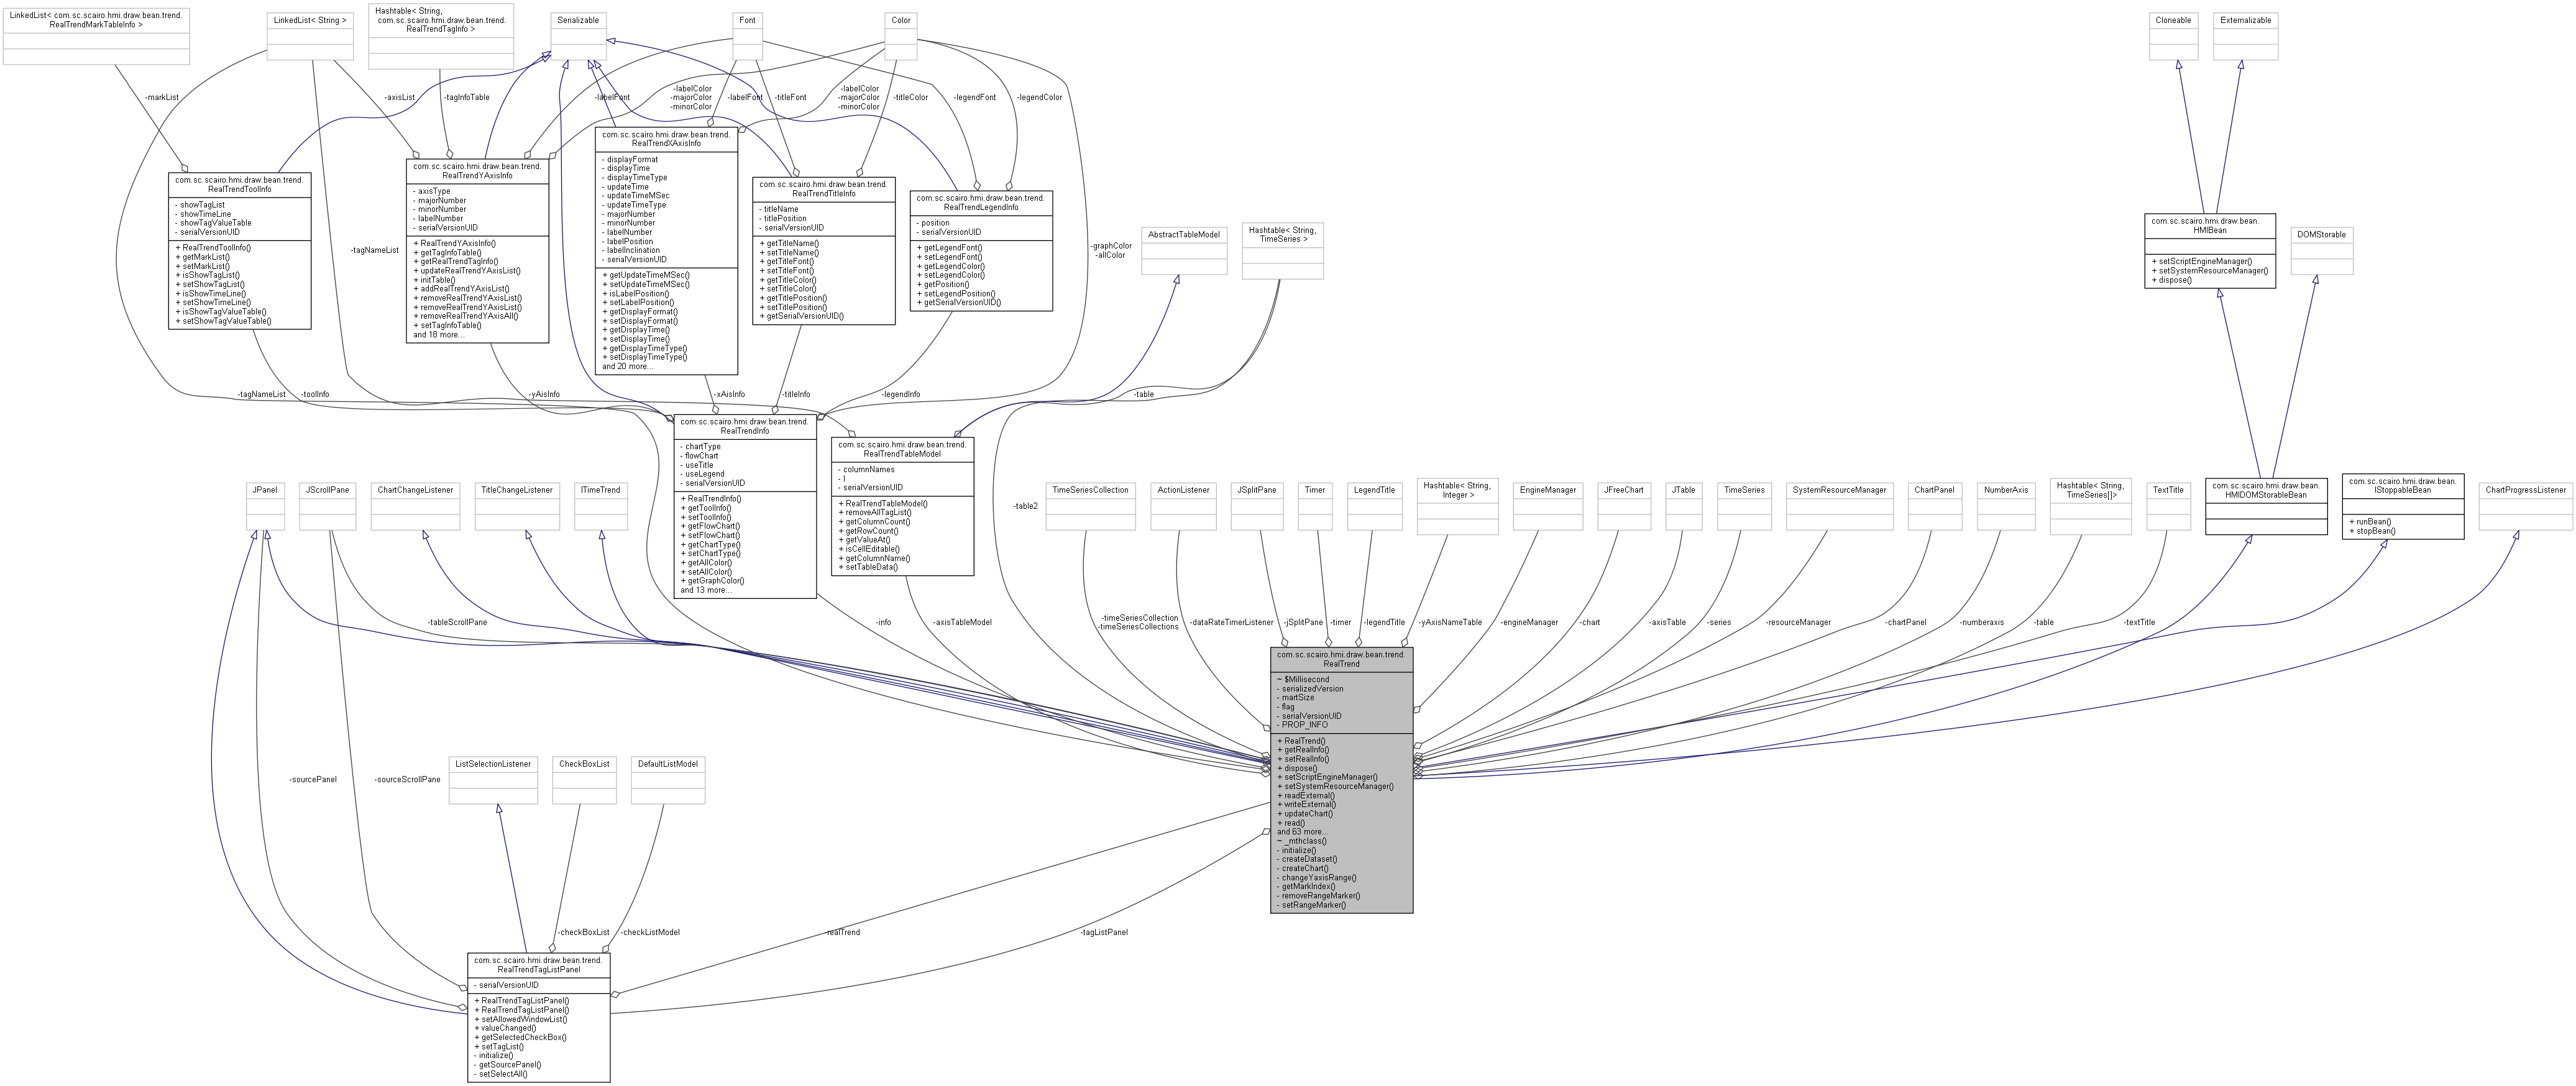 LinkedList< com.sc.scairo.hmi.draw.bean.trend.
RealTrendMarkTableInfo >
LinkedList< String >
Hashtable< String,
com.sc.scairo.hmi.draw.bean.trend.
RealTrendTagInfo >
Serializable
Font
Color
Cloneable
Externalizable
-markList
-axisList
-tagInfoTable
-labelFont
-labelColor
-majorColor
-minorColor
-labelFont
-titleFont
-labelColor
-majorColor
-minorColor
-titleColor
-legendFont
-legendColor
com.sc.scairo.hmi.draw.bean.trend.
RealTrendToolInfo
- showTagList
- showTimeLine
- showTagValueTable
- serialVersionUID
+ RealTrendToolInfo()
+ getMarkList()
+ setMarkList()
+ isShowTagList()
+ setShowTagList()
+ isShowTimeLine()
+ setShowTimeLine()
+ isShowTagValueTable()
+ setShowTagValueTable()
com.sc.scairo.hmi.draw.bean.trend.
RealTrendYAxisInfo
- axisType
- majorNumber
- minorNumber
- labelNumber
- serialVersionUID
+ RealTrendYAxisInfo()
+ getTagInfoTable()
+ getRealTrendTagInfo()
+ updateRealTrendYAxisList()
+ initTable()
+ addRealTrendYAxisList()
+ removeRealTrendYAxisList()
+ removeRealTrendYAxisList()
+ removeRealTrendYAxisAll()
+ setTagInfoTable()
and 18 more...
com.sc.scairo.hmi.draw.bean.trend.
RealTrendXAxisInfo
- displayFormat
- displayTime
- displayTimeType
- updateTime
- updateTimeMSec
- updateTimeType
- majorNumber
- minorNumber
- labelNumber
- labelPosition
- labelInclination
- serialVersionUID
+ getUpdateTimeMSec()
+ setUpdateTimeMSec()
+ isLabelPosition()
+ setLabelPosition()
+ getDisplayFormat()
+ setDisplayFormat()
+ getDisplayTime()
+ setDisplayTime()
+ getDisplayTimeType()
+ setDisplayTimeType()
and 20 more...
com.sc.scairo.hmi.draw.bean.trend.
RealTrendTitleInfo
- titleName
- titlePosition
- serialVersionUID
+ getTitleName()
+ setTitleName()
+ getTitleFont()
+ setTitleFont()
+ getTitleColor()
+ setTitleColor()
+ getTitlePosition()
+ setTitlePosition()
+ getSerialVersionUID()
com.sc.scairo.hmi.draw.bean.trend.
RealTrendLegendInfo
- position
- serialVersionUID
+ getLegendFont()
+ setLegendFont()
+ getLegendColor()
+ setLegendColor()
+ getPosition()
+ setLegendPosition()
+ getSerialVersionUID()
-tagNameList
-graphColor
-allColor
AbstractTableModel
Hashtable< String,
TimeSeries >
com.sc.scairo.hmi.draw.bean.
HMIBean
+ setScriptEngineManager()
+ setSystemResourceManager()
+ dispose()
DOMStorable
-tagNameList
-toolInfo
-yAisInfo
-xAisInfo
-titleInfo
-legendInfo
-table
com.sc.scairo.hmi.draw.bean.trend.
RealTrendInfo
- chartType
- flowChart
- useTitle
- useLegend
- serialVersionUID
+ RealTrendInfo()
+ getToolInfo()
+ setToolInfo()
+ getFlowChart()
+ setFlowChart()
+ getChartType()
+ setChartType()
+ getAllColor()
+ setAllColor()
+ getGraphColor()
and 13 more...
com.sc.scairo.hmi.draw.bean.trend.
RealTrendTableModel
- columnNames
- l
- serialVersionUID
+ RealTrendTableModel()
+ removeAllTagList()
+ getColumnCount()
+ getRowCount()
+ getValueAt()
+ isCellEditable()
+ getColumnName()
+ setTableData()
-table2
JPanel
JScrollPane
ChartChangeListener
TitleChangeListener
ITimeTrend
TimeSeriesCollection
ActionListener
JSplitPane
Timer
LegendTitle
Hashtable< String,
Integer >
EngineManager
JFreeChart
JTable
TimeSeries
SystemResourceManager
ChartPanel
NumberAxis
Hashtable< String,
TimeSeries[]>
TextTitle
com.sc.scairo.hmi.draw.bean.
HMIDOMStorableBean
com.sc.scairo.hmi.draw.bean.
IStoppableBean
+ runBean()
+ stopBean()
ChartProgressListener
-tableScrollPane
-info
-axisTableModel
-timeSeriesCollection
-timeSeriesCollections
-dataRateTimerListener
-jSplitPane
-timer
-legendTitle
-yAxisNameTable
-engineManager
-chart
-axisTable
-series
-resourceManager
-chartPanel
-numberaxis
-table
-textTitle
com.sc.scairo.hmi.draw.bean.trend.
RealTrend
~ $Millisecond
- serializedVersion
- martSize
- flag
- serialVersionUID
- PROP_INFO
+ RealTrend()
+ getRealInfo()
+ setRealInfo()
+ dispose()
+ setScriptEngineManager()
+ setSystemResourceManager()
+ readExternal()
+ writeExternal()
+ updateChart()
+ read()
and 63 more...
~ _mthclass()
- initialize()
- createDataset()
- createChart()
- changeYaxisRange()
- getMarkIndex()
- removeRangeMarker()
- setRangeMarker()
ListSelectionListener
CheckBoxList
DefaultListModel
-sourcePanel
-sourceScrollPane
-checkBoxList
-checkListModel
-realTrend
-tagListPanel
com.sc.scairo.hmi.draw.bean.trend.
RealTrendTagListPanel
- serialVersionUID
+ RealTrendTagListPanel()
+ RealTrendTagListPanel()
+ setAllowedWindowList()
+ valueChanged()
+ getSelectedCheckBox()
+ setTagList()
- initialize()
- getSourcePanel()
- setSelectAll()